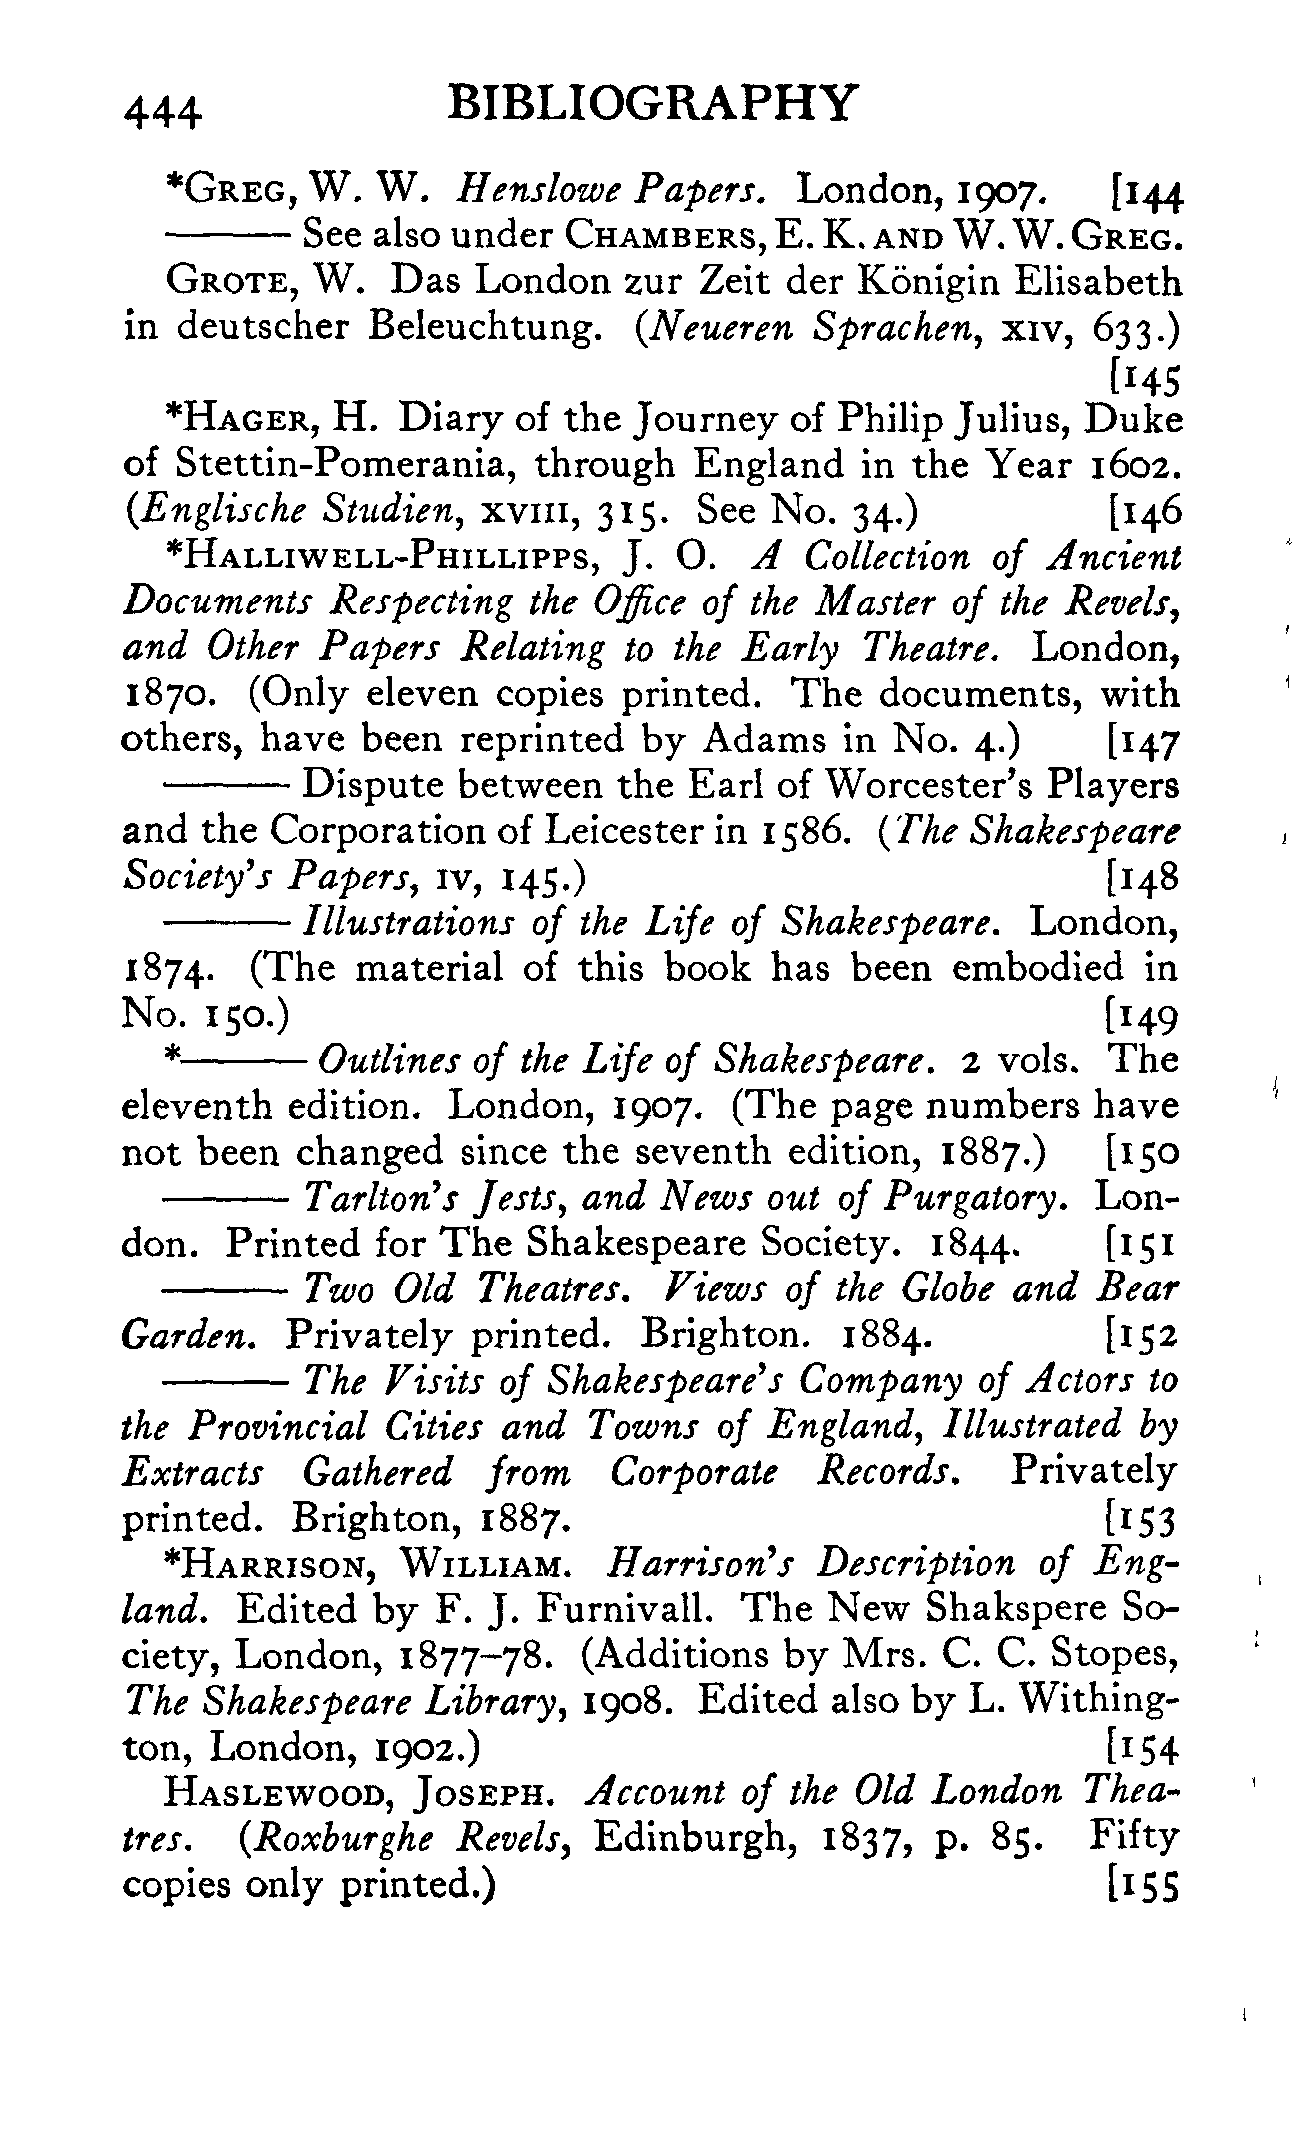 444 BIBLIOGRAPHY
*GREG, W. W. Henslowe Papers. London, 1907. [144
——— See also under CHAMBERS, E. K. AND W. W. GREG.
GROTE, W. Das London zur Zeit der Königin Elisabeth
in deutscher Beleuchtung. (Neueren Sprachen, XIV, 633.)
[145
*HAGER, H. Diary of the Journey of Philip Julius, Duke
of Stettin-Pomerania, through England in the Year 1602.
(Englische Studien, XVIII, 315. See No. 34.) [146
*HALLIWELL-PHILLIPPS, J. O. A Collection of Ancient
Documents Respecting the Office of the Master of the Revels,
and Other Papers Relating to the Early Theatre. London,
1870. (Only eleven copies printed. The documents, with
others, have been reprinted by Adams in No. 4.) [147
——— Dispute between the Earl of Worcester's Players
and the Corporation of Leicester in 1586. (The Shakespeare
Society's Papers, IV, 145.) [148
——— Illustrations of the Life of Shakespeare. London,
1874. (The material of this book has been embodied in
No. 150.) [149
*——— Outlines of the Life of Shakespeare. 2 vols. The
eleventh edition. London, 1907. (The page numbers have
not been changed since the seventh edition, 1887.) [150
——— Tarlton's Jests, and News out of Purgatory. Lon-
don. Printed for The Shakespeare Society. 1844. [151
——— Two Old Theatres. Views of the Globe and Bear
Garden. Privately printed. Brighton. 1884. [152
——— The Visits of Shakespeare's Company of Actors to
the Provincial Cities and Towns of England, Illustrated by
Extracts Gathered from Corporate Records. Privately
printed. Brighton, 1887. [153
*HARRISON, WILLIAM. Harrison's Description of Eng-
land. Edited by F. J. Furnivall. The New Shakspere So-
ciety, London, 1877–78. (Additions by Mrs. C. C. Stopes,
The Shakespeare Library, 1908. Edited also by L. Withing-
ton, London, 1902.) [154
HASLEWOOD, JOSEPH. Account of the Old London Thea-
tres. (Roxburghe Revels, Edinburgh, 1837, p. 85. Fifty
copies only printed.) [155